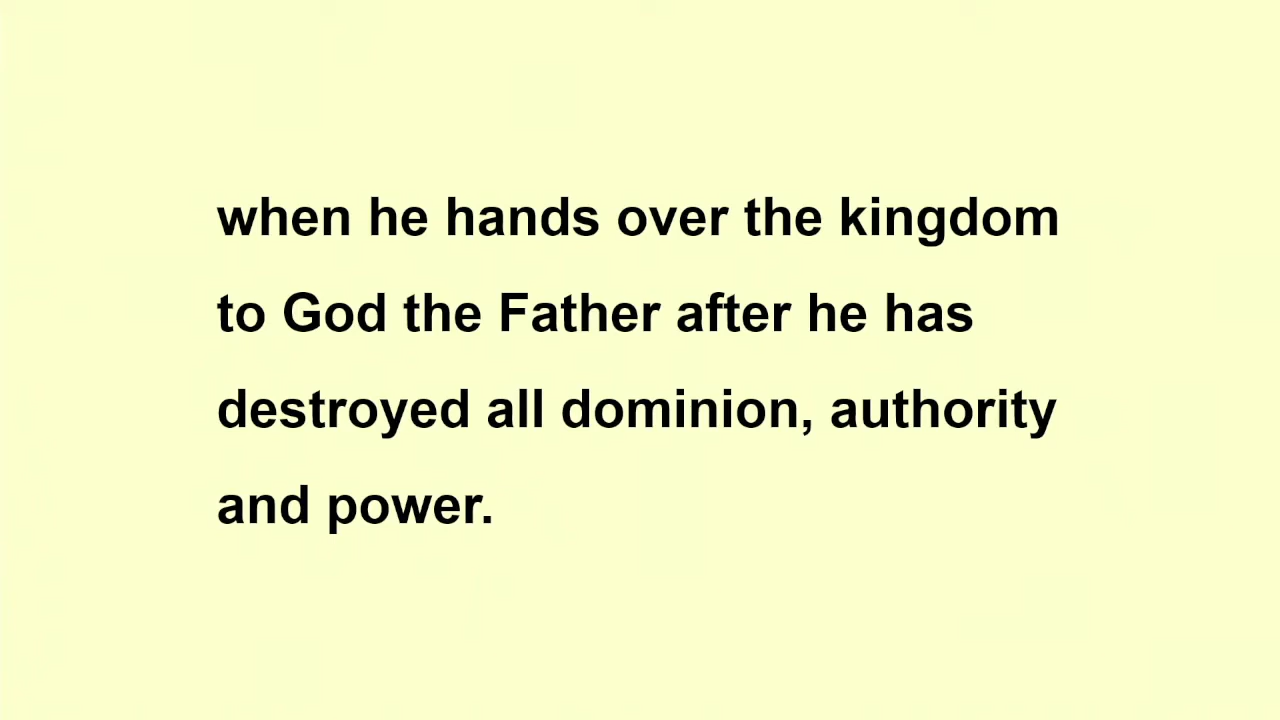 when he hands over the kingdom
to God the Father after he has
destroyed all dominion, authority
and power.